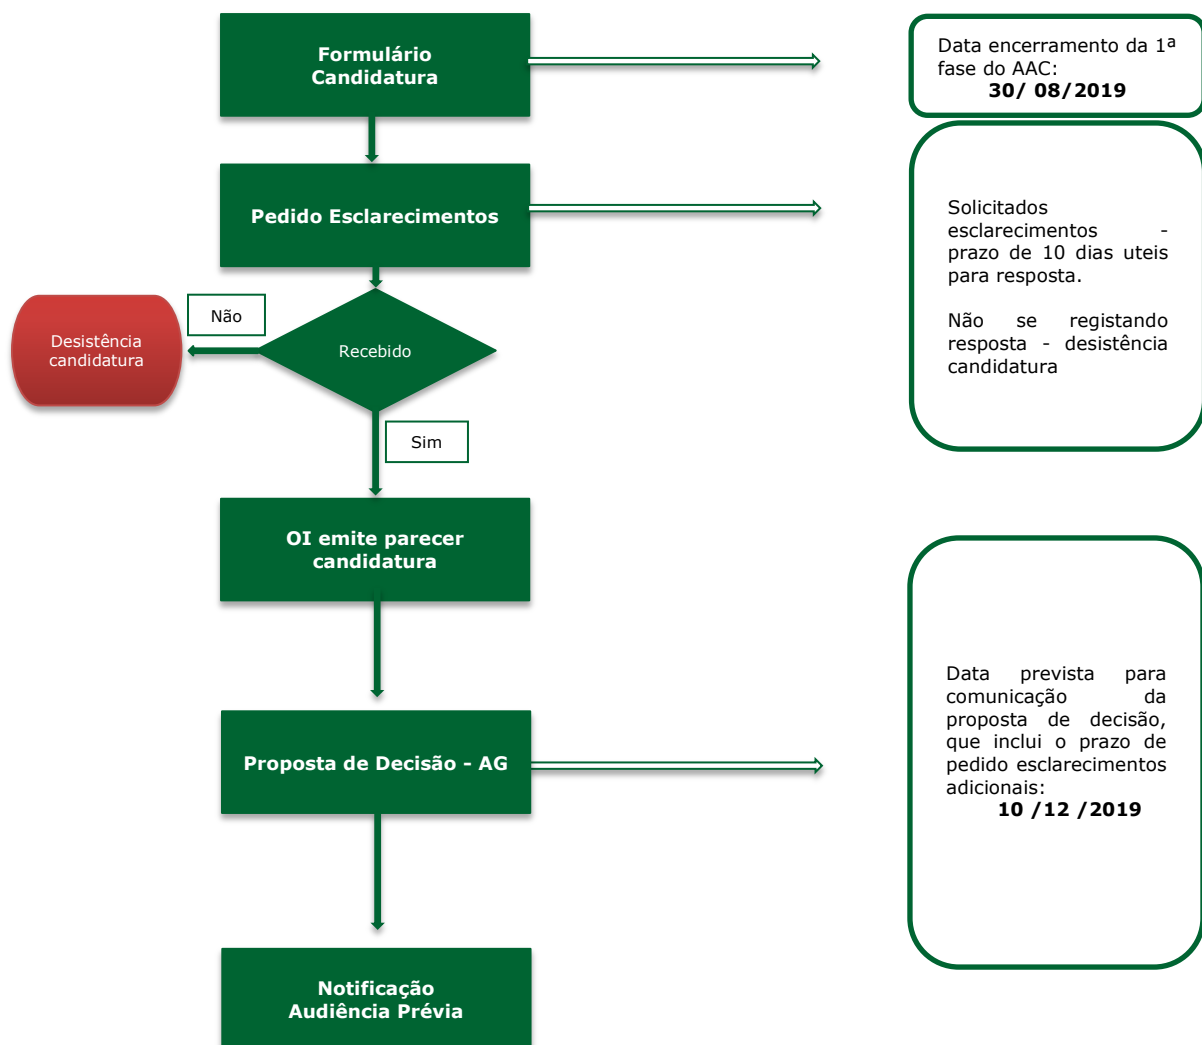 Formulário
Candidatura
Data encerramento da 1ª
fase do AAC:
30/ 08/2019
Pedido Esclarecimentos
Solicitados
esclarecimentos -
prazo de 10 dias uteis
para resposta.
Não se registando
resposta - desistência
candidatura
Não
Desistência
candidatura
Recebido
Sim
OI emite parecer
candidatura
Proposta de Decisão - AG
Data prevista para
comunicação da
proposta de decisão,
que inclui o prazo de
pedido esclarecimentos
adicionais:
10 /12 /2019
Notificação
Audiência Prévia